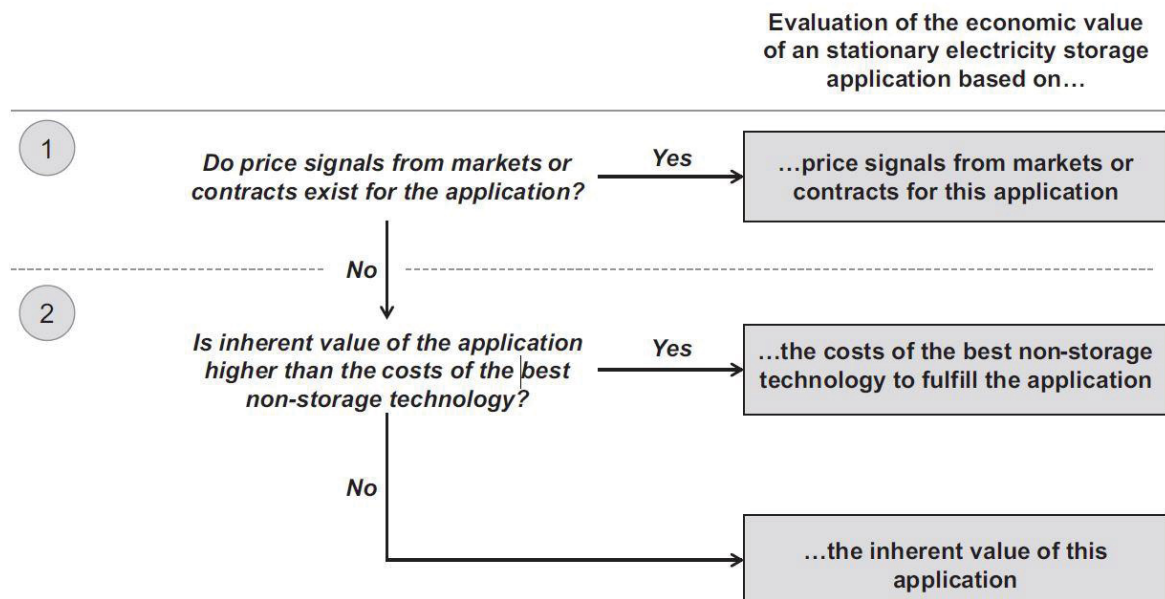 Evaluation of the economic value
of an stationary electricity storage
application based on…
1
Do price signals from markets or
contracts exist for the application?
Yes
…price signals from markets or
contracts for this application
No
2
Is inherent value of the application
higher than the costs of the best
non-storage technology?
Yes
…the costs of the best non-storage
technology to fulfill the application
No
…the inherent value of this
application